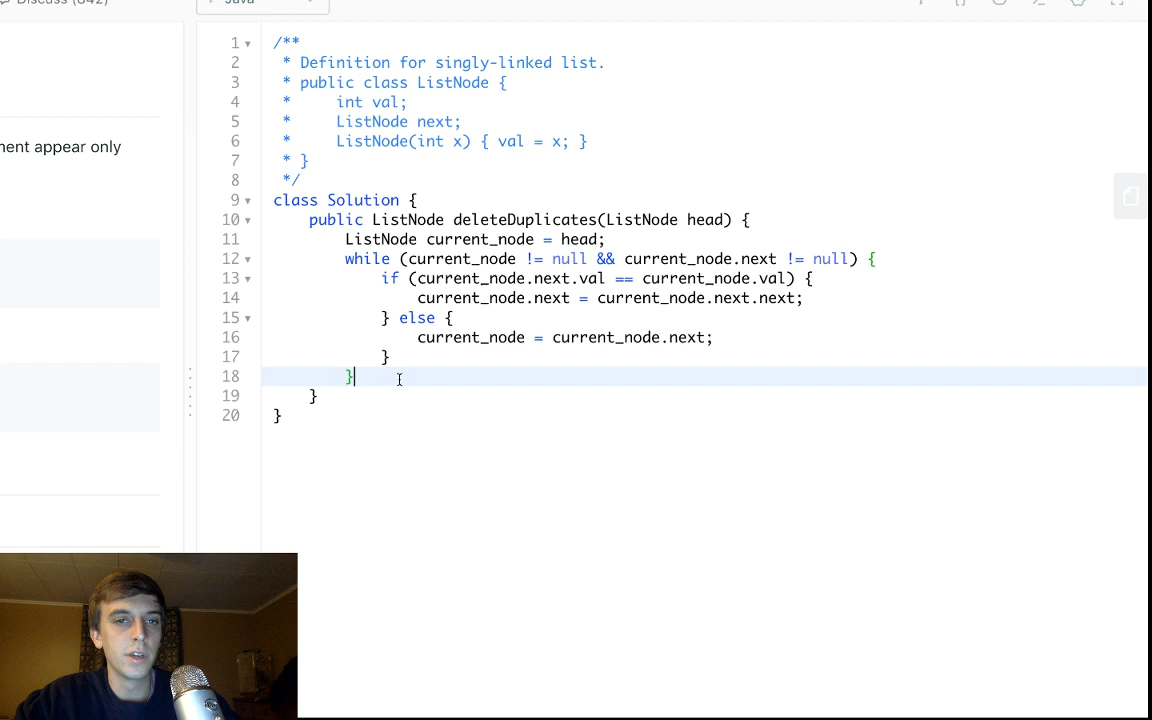 Discuss (842)
Java
ment appear only
1 /**
2 * Definition for singly-linked list.
3 * public class ListNode {
4 * int val;
5 * ListNode next;
6 * ListNode(int x) { val = x; }
7 * }
8 */
9 class Solution {
10 public ListNode deleteDuplicates(ListNode head) {
11 ListNode current_node = head;
12 while (current_node != null && current_node.next != null) {
13 if (current_node.next.val == current_node.val) {
14 current_node.next = current_node.next.next;
15 } else {
16 current_node = current_node.next;
17 }
18 }
19 }
20 }